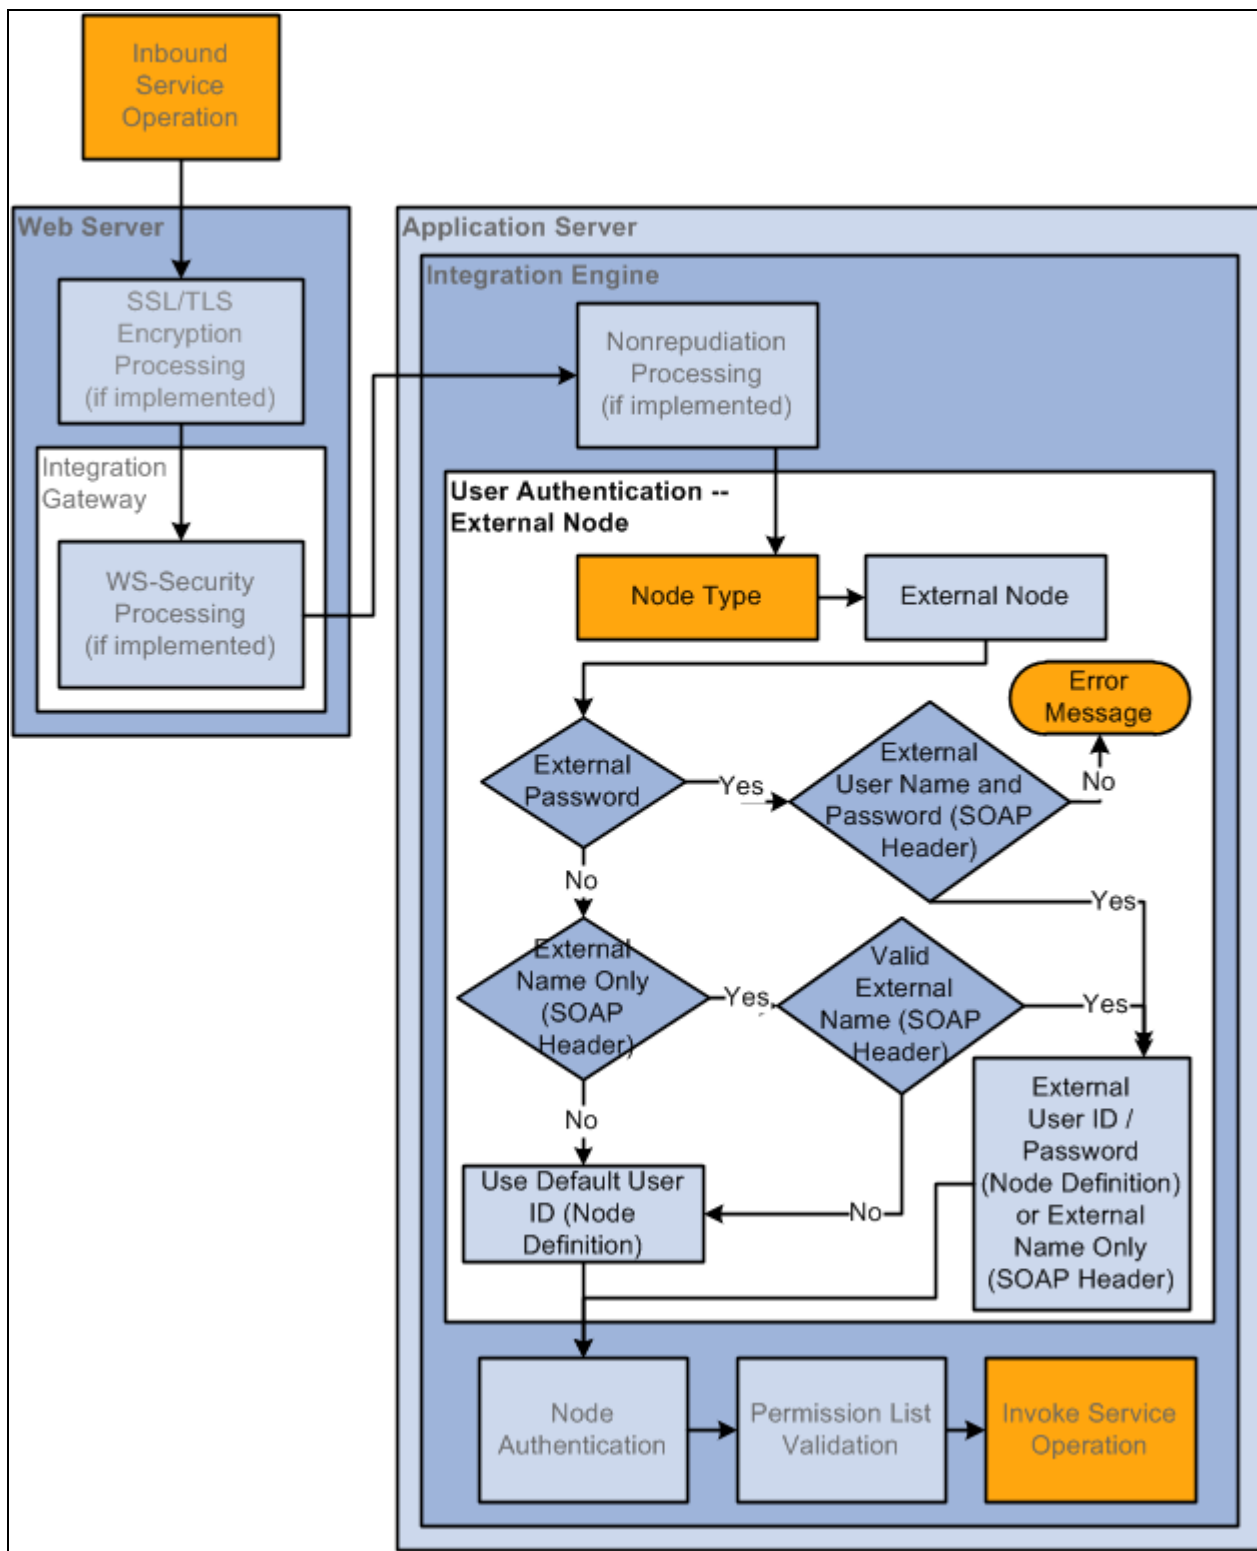 Inbound
Service
Operation
Web Server
SSL/TLS
Encryption
Processing
(if implemented)
Integration
Gateway
WS-Security
Processing
(if implemented)
Application Server
Integration Engine
Nonrepudiation
Processing
(if implemented)
User Authentication --
External Node
Node Type
External Node
Error
Message
External
Password
Yes
External
User Name and
Password (SOAP
Header)
No
No
Yes
External
Name Only
(SOAP
Header)
Yes
Valid
External
Name (SOAP
Header)
Yes
No
No
Use Default User
ID (Node
Definition)
External
User ID /
Password
(Node Definition)
or External
Name Only
(SOAP Header)
Node
Authentication
Permission List
Validation
Invoke Service
Operation